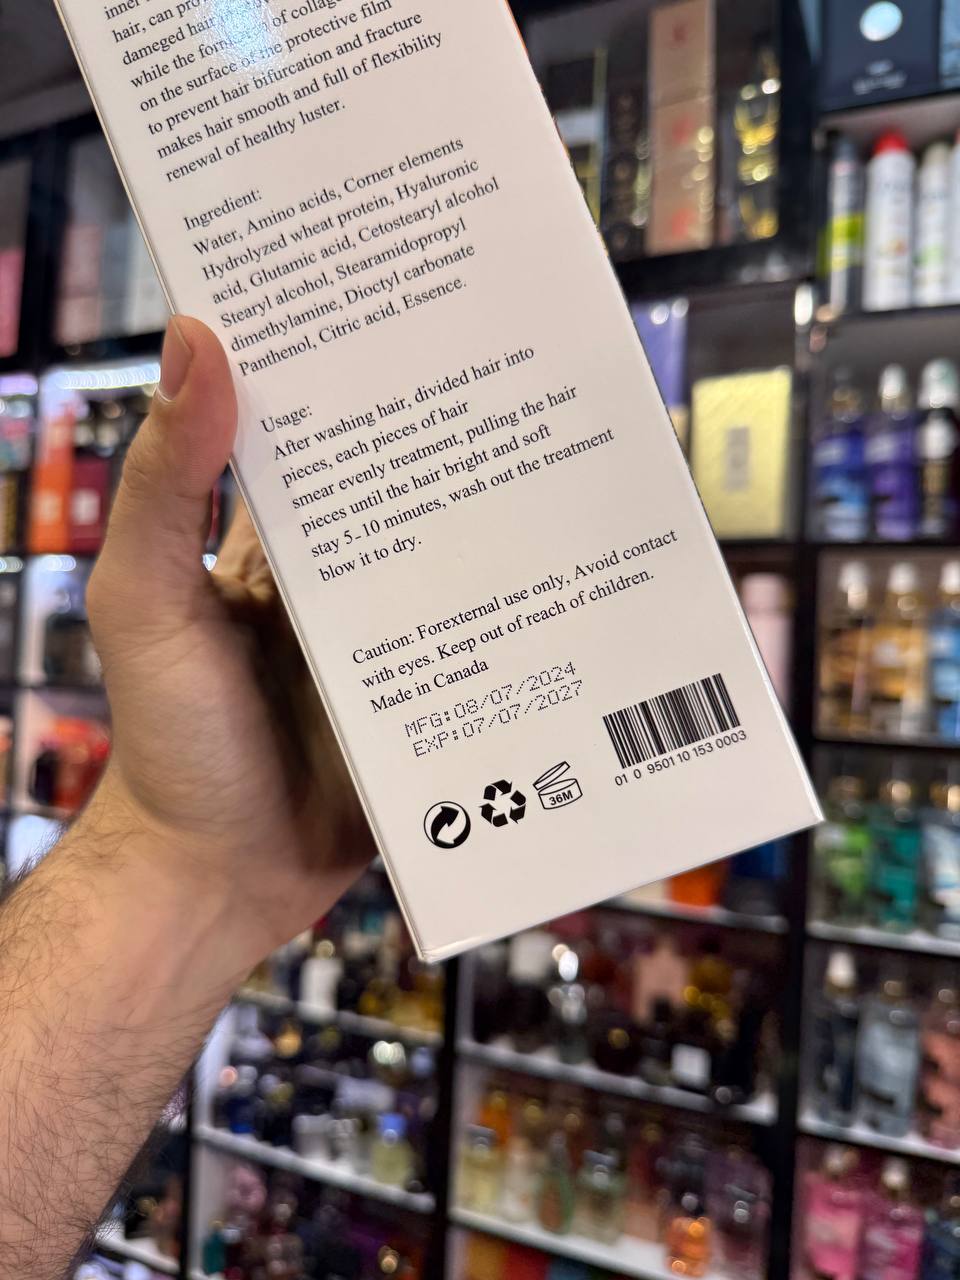 inner
hair, can pro
dameged hair
while the form of collage
on the surface of the protective film
to prevent hair bifurcation and fracture
makes hair smooth and full of flexibility
renewal of healthy luster.
Ingredient:
Water, Amino acids, Corner elements
Hydrolyzed wheat protein, Hyaluronic
acid, Glutamic acid, Cetostearyl alcohol
Stearyl alcohol, Stearamidopropyl
dimethylamine, Dioctyl carbonate
Panthenol, Citric acid, Essence.
Usage:
After washing hair, divided hair into
pieces, each pieces of hair
smear evenly treatment, pulling the hair
pieces until the hair bright and soft
stay 5-10 minutes, wash out the treatment
blow it to dry.
Caution: Forexternal use only, Avoid contact
with eyes. Keep out of reach of children.
Made in Canada
MFG:08/07/2024
EXP:07/07/2027
36M
01 0 9501 10 153 0003